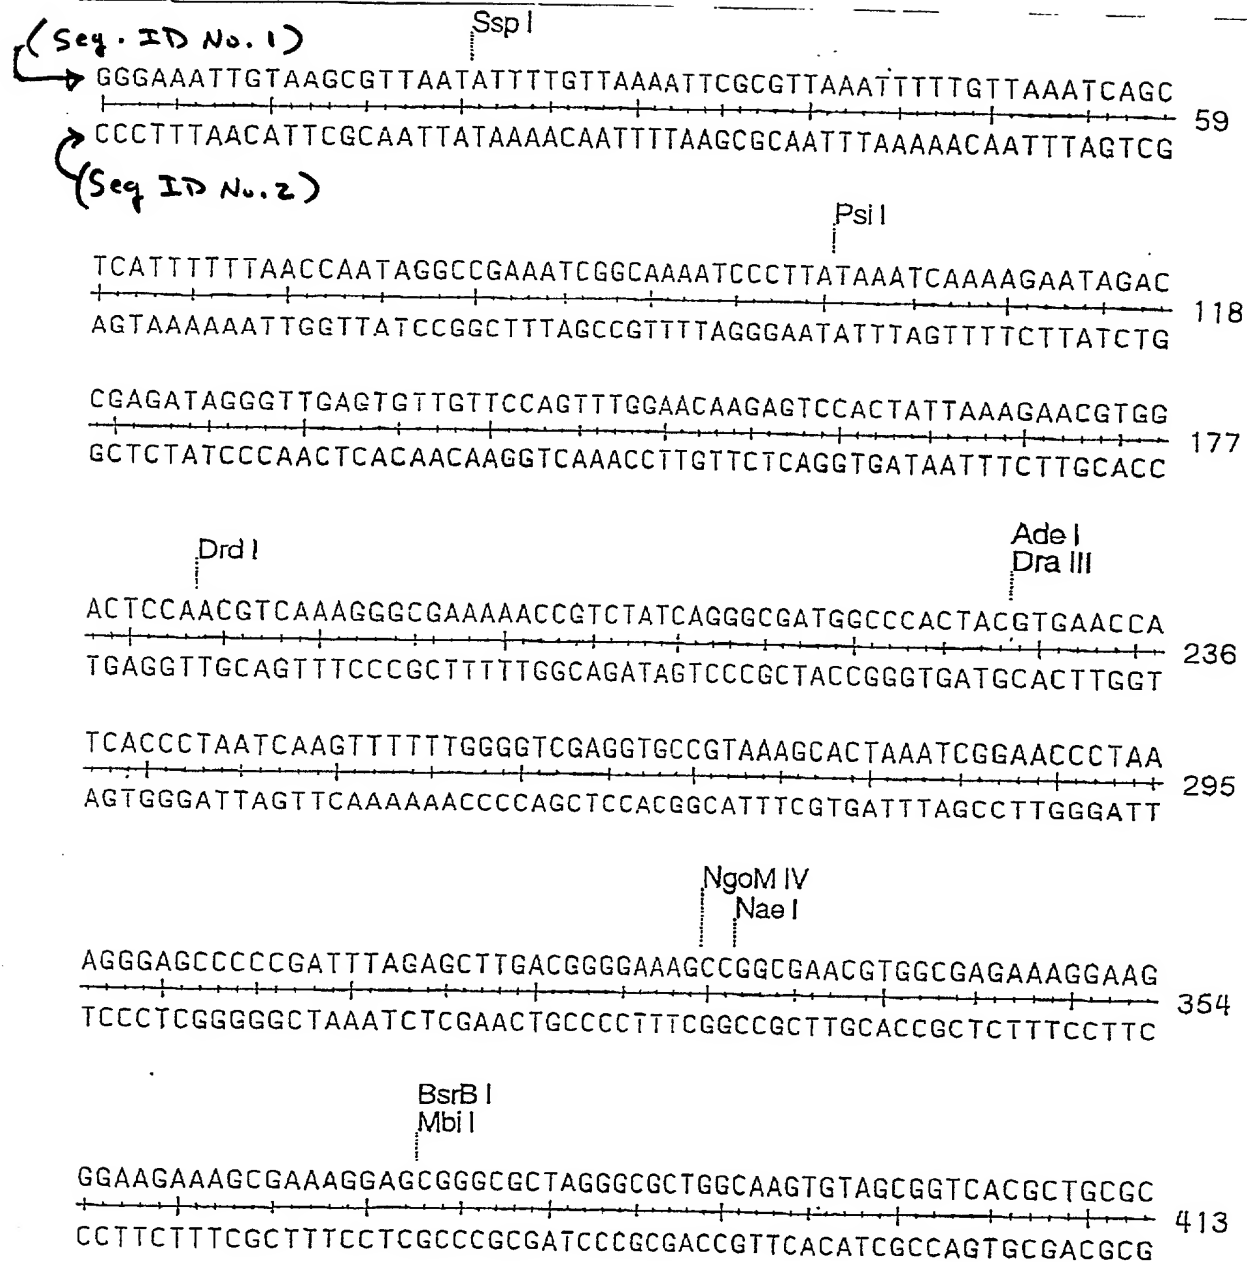 Ssp I
(Seq. ID No. 1)
GGGAAATTGTAAGCGTTAATATTTTGTTAAAATTCGCGTTAAATTTTTGTTAAATCAGC
59
CCCTTTAACATTCGCAATTATAAAACAATTTTAAGCGCAATTTAAAAACAATTTAGTCG
(Seq ID No. 2)
Psi I
TCATTTTTTAACCAATAGGCCGAAATCGGCAAAATCCCTTATAAATCAAAAGAATAGAC
118
AGTAAAAAATTGGTTATCCGGCTTTAGCCGTTTTAGGGAATATTTAGTTTTCTTATCTG
CGAGATAGGGTTGAGTGTTGTTCCAGTTTGGAACAAGAGTCCACTATTAAAGAACGTGG
177
GCTCTATCCCAACTCACAACAAGGTCAAACCTTGTTCTCAGGTGATAATTTCTTGCACC
Ade I
Drd I
Dra III
ACTCCAACGTCAAAGGGCGAAAAACCGTCTATCAGGGCGATGGCCCACTACGTGAACCA
236
TGAGGTTGCAGTTTCCCGCTTTTTGGCAGATAGTCCCGCTACCGGGTGATGCACTTGGT
TCACCCTAATCAAGTTTTTTGGGGTCGAGGTGCCGTAAAGCACTAAATCGGAACCCTAA
295
AGTGGGATTAGTTCAAAAAACCCCAGCTCCACGGCATTTCGTGATTTAGCCTTGGGATT
NgoM IV
Nae I
AGGGAGCCCCCGATTTAGAGCTTGACGGGGAAAGCCGGCGAACGTGGCGAGAAAGGAAG
354
TCCCTCGGGGGCTAAATCTCGAACTGCCCCTTTCGGCCGCTTGCACCGCTCTTTCCTTC
BsrB I
Mbi I
GGAAGAAAGCGAAAGGAGCGGGCGCTAGGGCGCTGGCAAGTGTAGCGGTCACGCTGCGC
413
CCTTCTTTCGCTTTCCTCGCCCGCGATCCCGCGACCGTTCACATCGCCAGTGCGACGCG